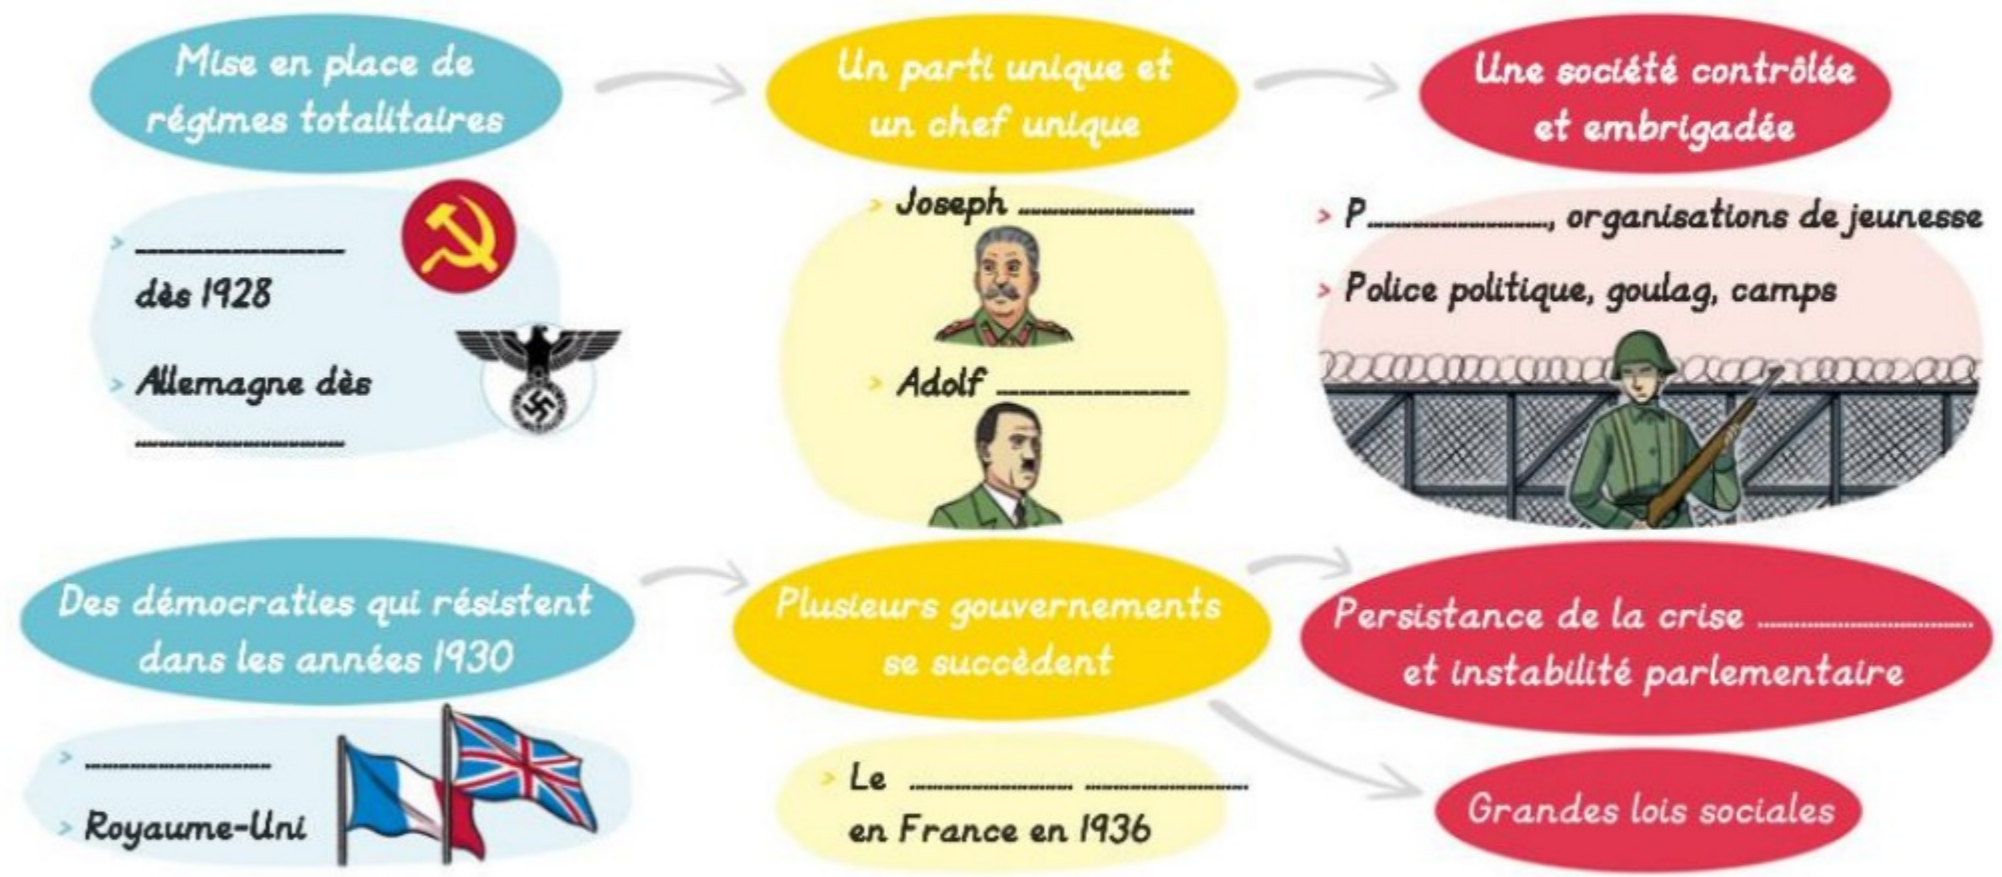 Mise en place de
régimes totalitaires
Un parti unique et
un chef unique
Une société contrôlée
et embrigadée
> ....................
dès 1928
> Allemagne dès
....................
> Joseph ....................
> Adolf ....................
> P...................., organisations de jeunesse
> Police politique, goulag, camps
Des démocraties qui résistent
dans les années 1930
Plusieurs gouvernements
se succèdent
Persistance de la crise ....................
et instabilité parlementaire
> ....................
> Royaume-Uni
> Le .................... ....................
en France en 1936
Grandes lois sociales